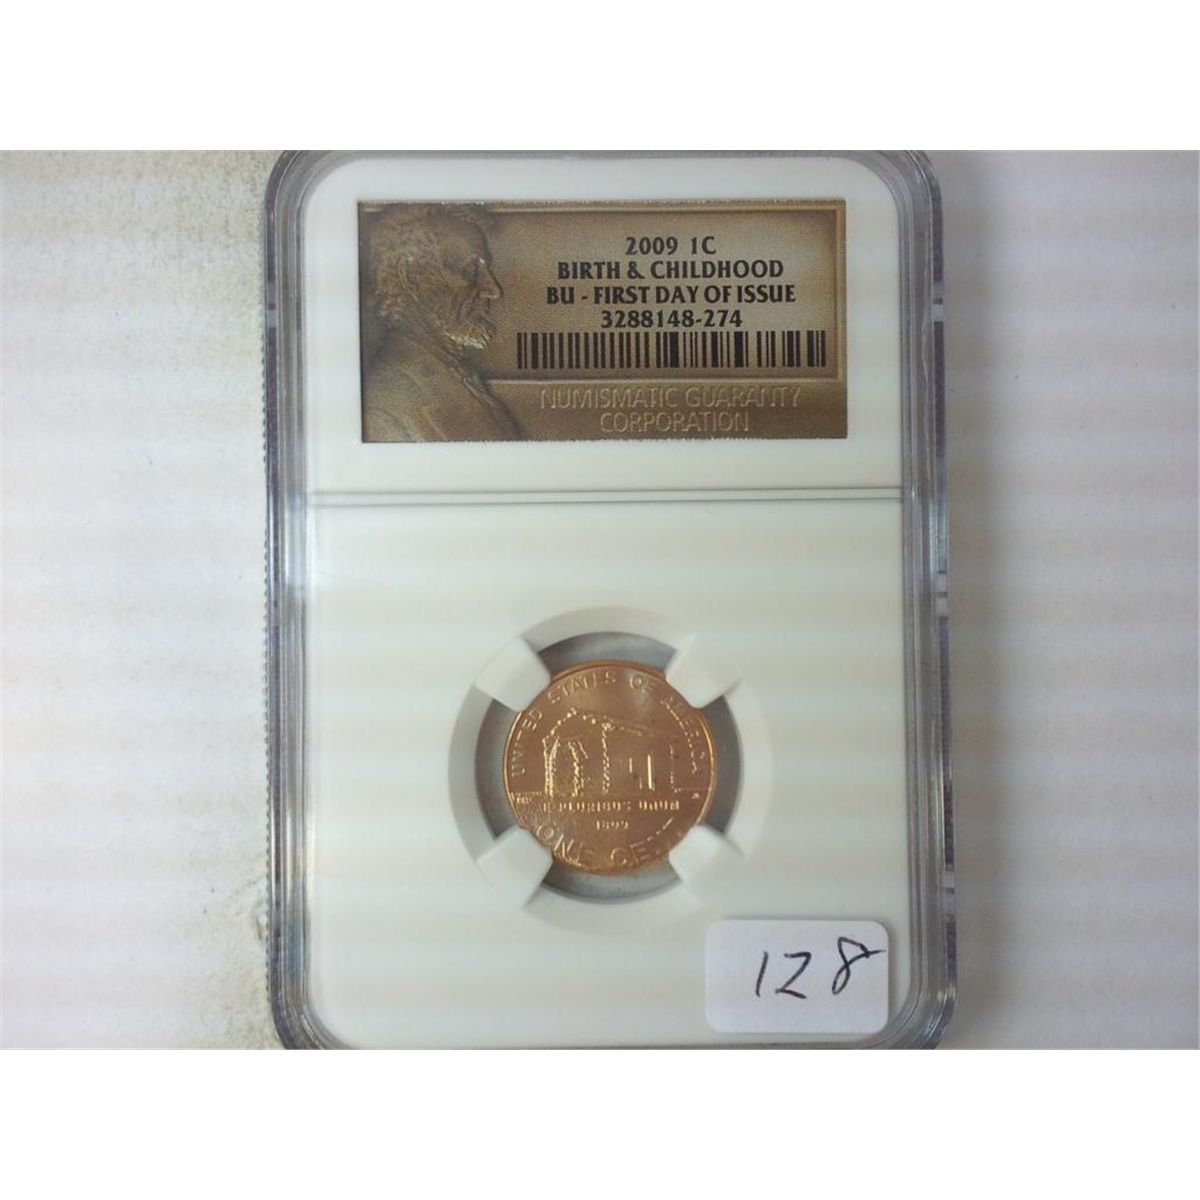 2009 1C
BIRTH & CHILDHOOD
BU - FIRST DAY OF ISSUE
3288148-274
NUMISMATIC GUARANTY
CORPORATION
UNITED STATES OF AMERICA
E PLURIBUS UNUM
1809
ONE CENT
128